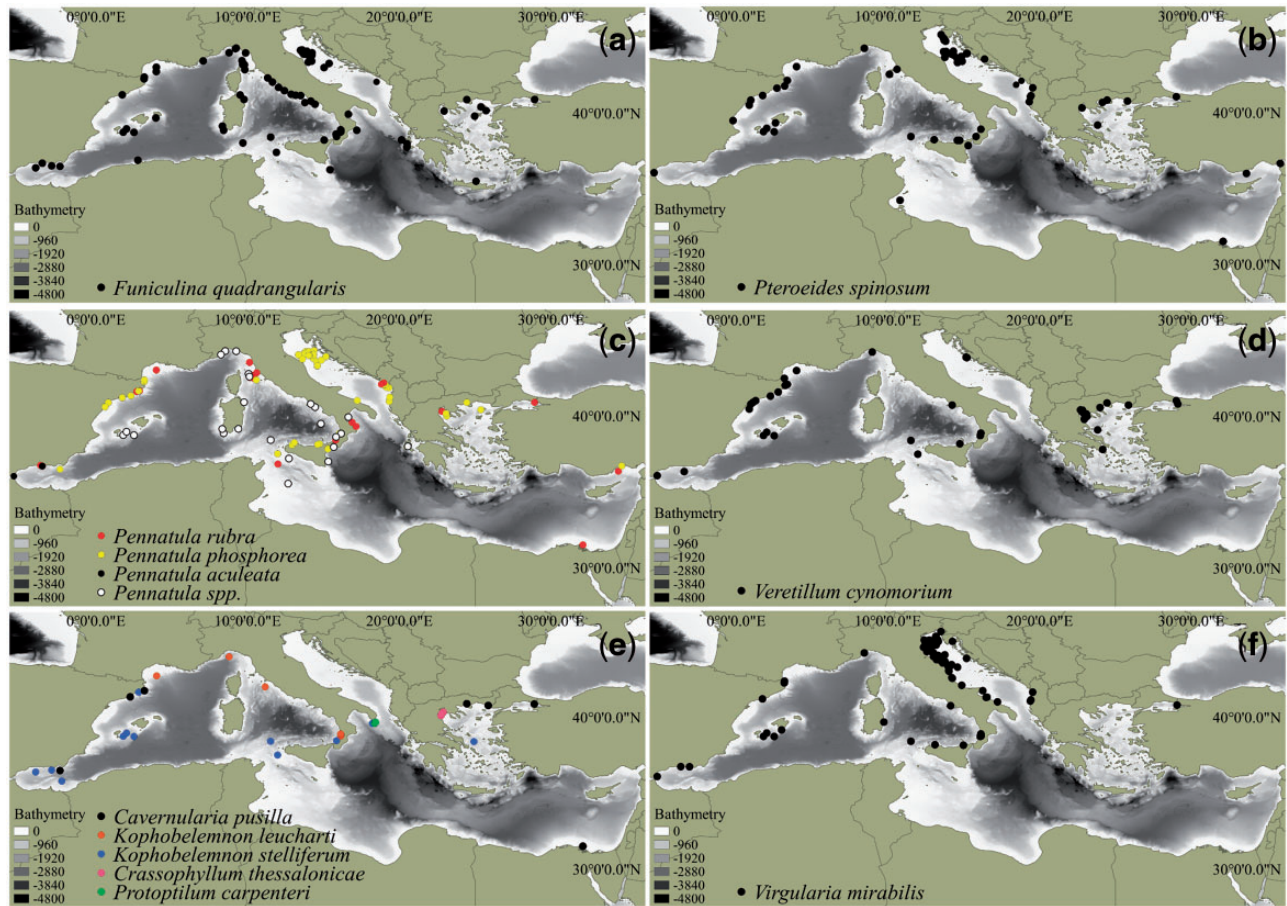 0°0'0.0"E 10°0'0.0"E 20°0'0.0"E 30°0'0.0"E
(a)
40°0'0.0"N
30°0'0.0"N
Bathymetry
0
-960
-1920
-2880
-3840
-4800
Funiculina quadrangularis
0°0'0.0"E 10°0'0.0"E 20°0'0.0"E 30°0'0.0"E
(b)
40°0'0.0"N
30°0'0.0"N
Bathymetry
0
-960
-1920
-2880
-3840
-4800
Pteroeides spinosum
0°0'0.0"E 10°0'0.0"E 20°0'0.0"E 30°0'0.0"E
(c)
40°0'0.0"N
30°0'0.0"N
Bathymetry
0
-960
-1920
-2880
-3840
-4800
Pennatula rubra
Pennatula phosphorea
Pennatula aculeata
Pennatula spp.
0°0'0.0"E 10°0'0.0"E 20°0'0.0"E 30°0'0.0"E
(d)
40°0'0.0"N
30°0'0.0"N
Bathymetry
0
-960
-1920
-2880
-3840
-4800
Veretillum cynomorium
0°0'0.0"E 10°0'0.0"E 20°0'0.0"E 30°0'0.0"E
(e)
40°0'0.0"N
30°0'0.0"N
Bathymetry
0
-960
-1920
-2880
-3840
-4800
Cavernularia pusilla
Kophobelemnon leucharti
Kophobelemnon stelliferum
Crassophyllum thessalonicae
Protoptilum carpenteri
0°0'0.0"E 10°0'0.0"E 20°0'0.0"E 30°0'0.0"E
(f)
40°0'0.0"N
30°0'0.0"N
Bathymetry
0
-960
-1920
-2880
-3840
-4800
Virgularia mirabilis